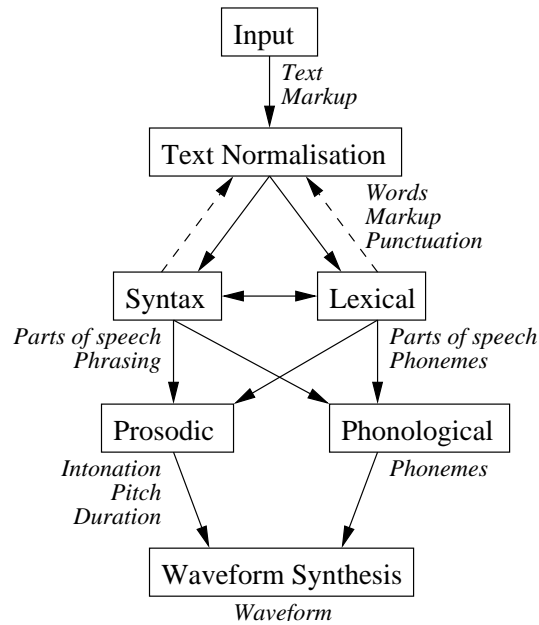 Input
Text
Markup
Text Normalisation
Words
Markup
Punctuation
Syntax
Lexical
Parts of speech
Phrasing
Parts of speech
Phonemes
Prosodic
Phonological
Intonation
Pitch
Duration
Phonemes
Waveform Synthesis
Waveform